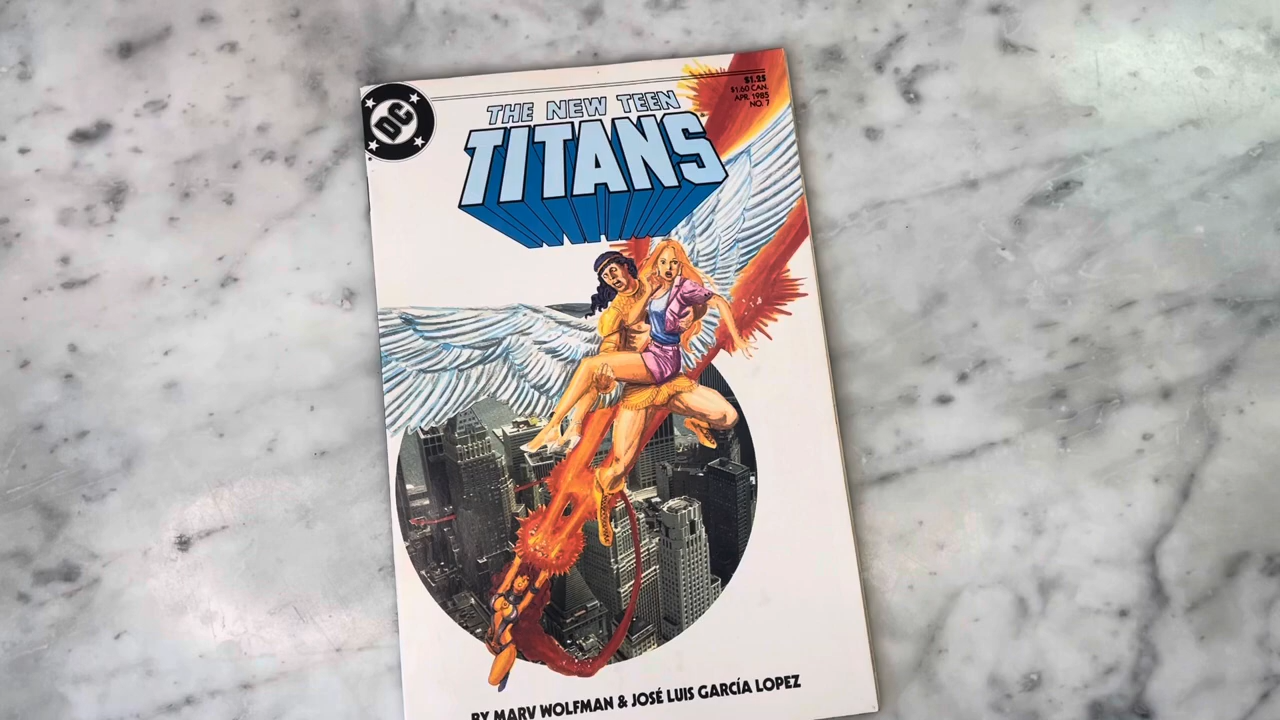 DC
$1.25
$1.60 CAN.
APR. 1985
NO. 7
THE NEW TEEN
TITANS
BY MARV WOLFMAN & JOSÉ LUIS GARCÍA LOPEZ